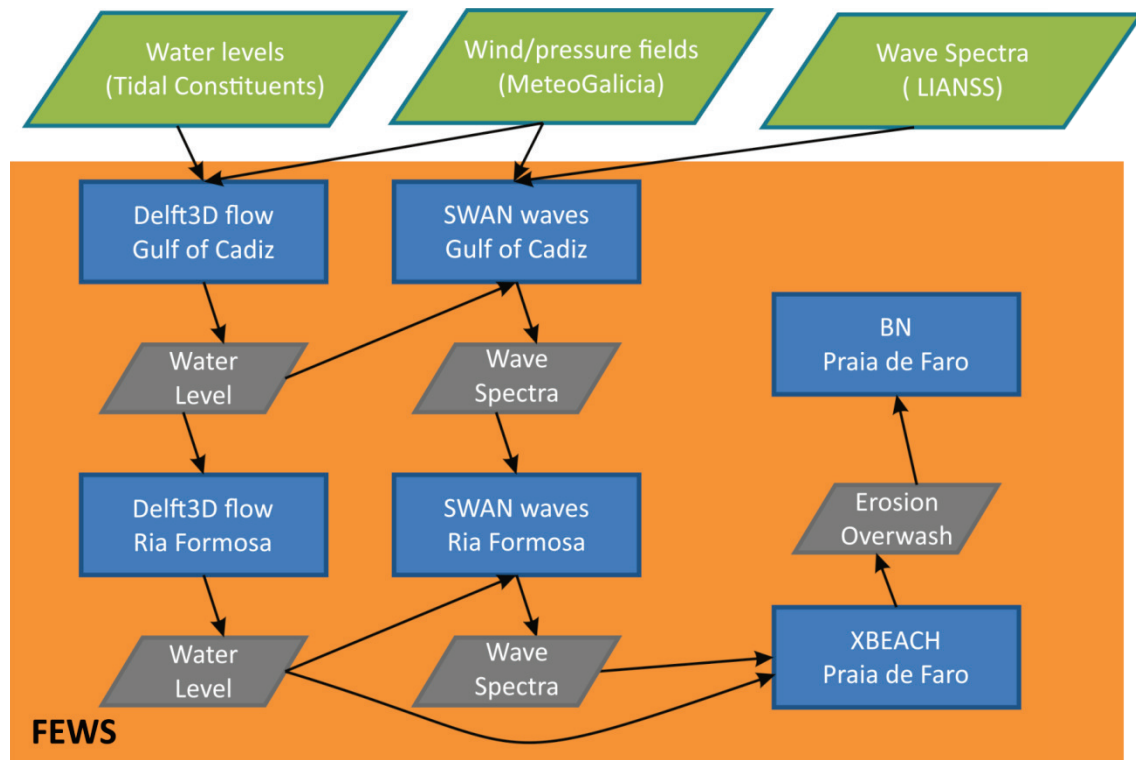 Water levels
(Tidal Constituents)
Wind/pressure fields
(MeteoGalicia)
Wave Spectra
( LIANSS)
Delft3D flow
Gulf of Cadiz
SWAN waves
Gulf of Cadiz
BN
Praia de Faro
Water
Level
Wave
Spectra
Delft3D flow
Ria Formosa
SWAN waves
Ria Formosa
Erosion
Overwash
Water
Level
Wave
Spectra
XBEACH
Praia de Faro
FEWS